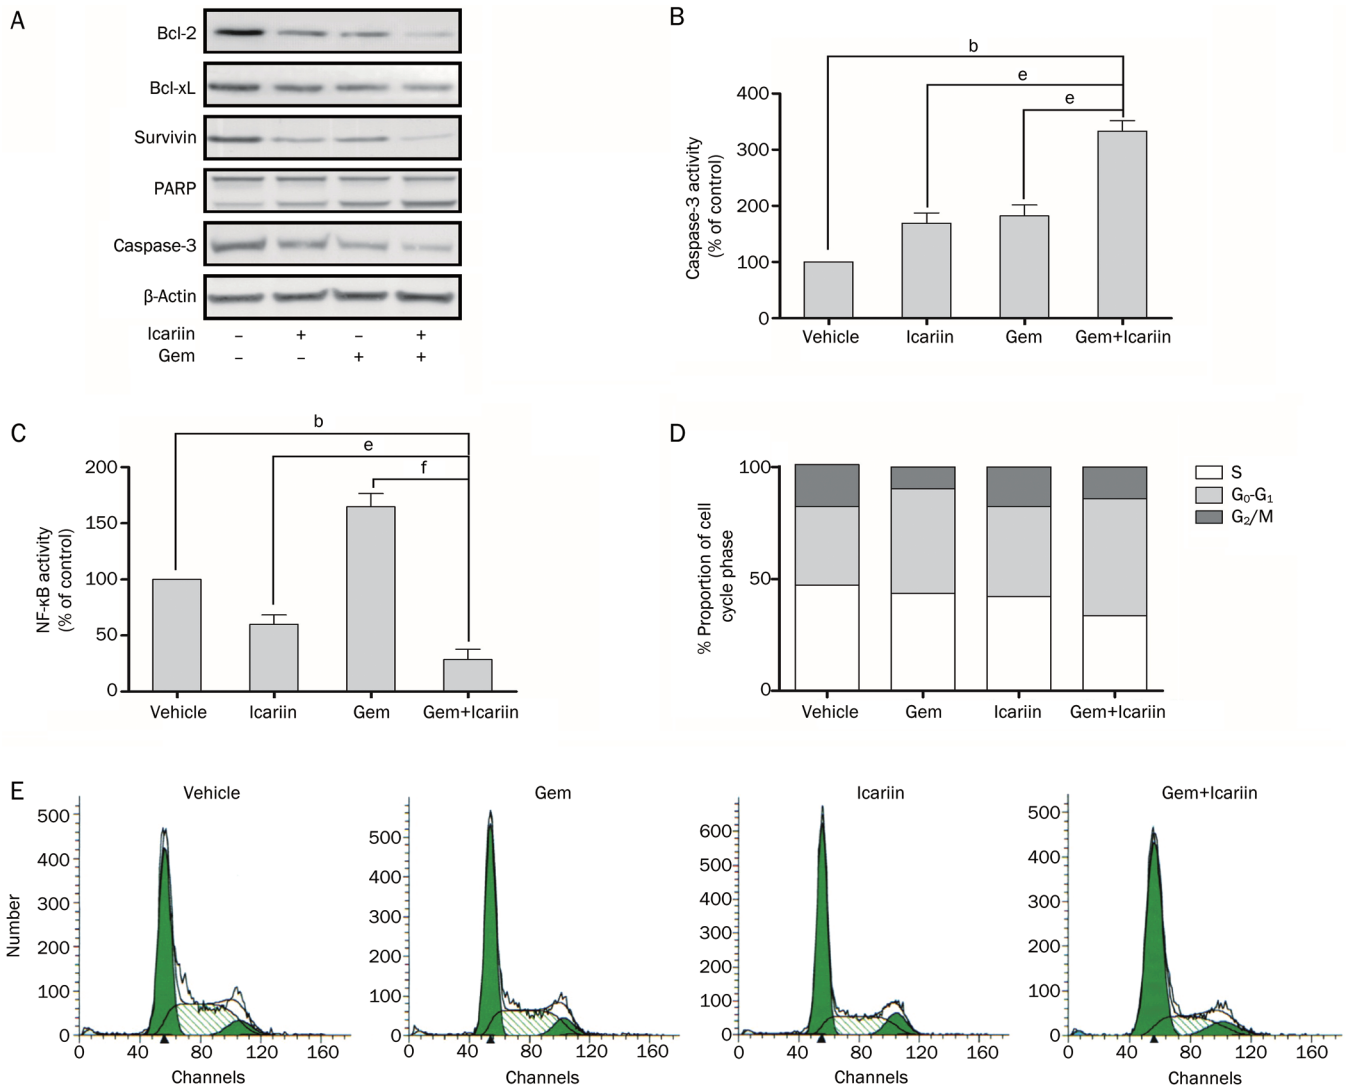 A
Bcl-2
Bcl-xL
Survivin
PARP
Caspase-3
β-Actin
Icariin – + – +
Gem – – + +
B
b
e
e
Caspase-3 activity
(% of control)
400
300
200
100
0
Vehicle Icariin Gem Gem+Icariin
C
b
e
f
NF-κB activity
(% of control)
200
150
100
50
0
Vehicle Icariin Gem Gem+Icariin
D
% Proportion of cell
cycle phase
100
50
0
Vehicle Gem Icariin Gem+Icariin
S
G₀-G₁
G₂/M
E
Number
Vehicle
500
400
300
200
100
0
0 40 80 120 160
Channels
Gem
500
400
300
200
100
0
0 40 80 120 160
Channels
Icariin
600
500
400
300
200
100
0
0 40 80 120 160
Channels
Gem+Icariin
500
400
300
200
100
0
0 40 80 120 160
Channels